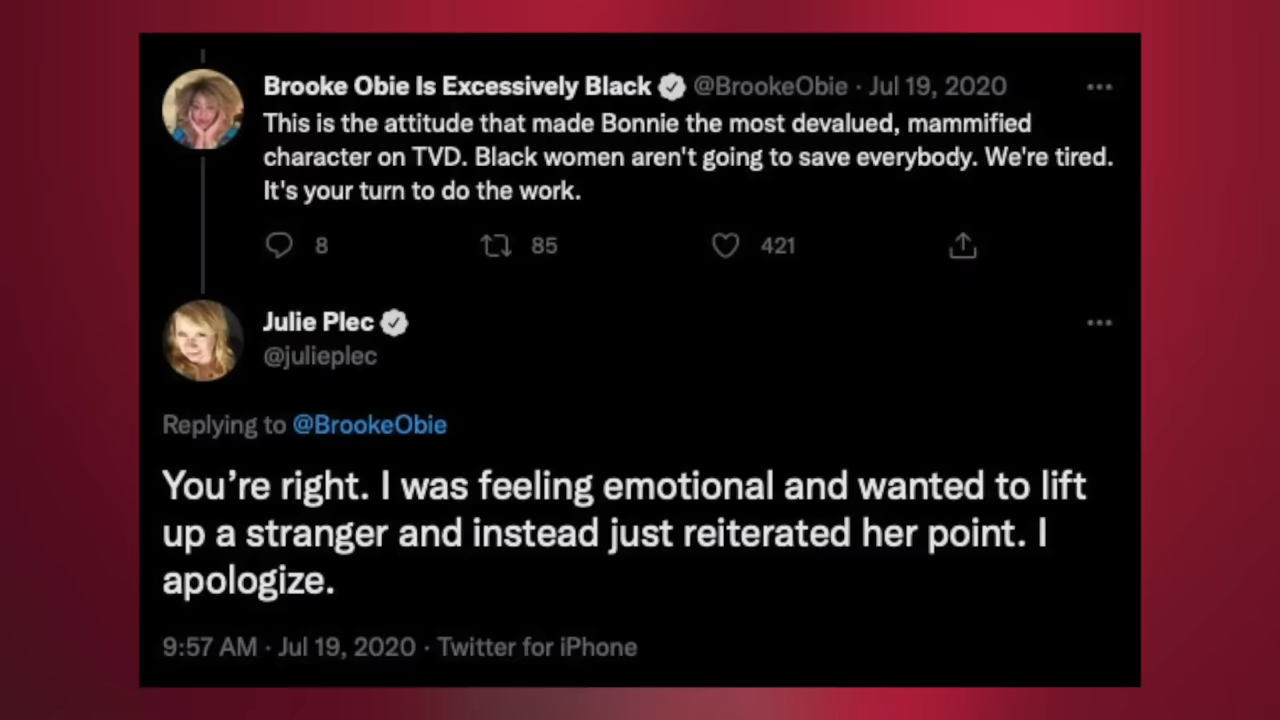 Brooke Obie Is Excessively Black @BrookeObie · Jul 19, 2020
This is the attitude that made Bonnie the most devalued, mammified
character on TVD. Black women aren't going to save everybody. We're tired.
It's your turn to do the work.
8 85 421
Julie Plec
@julieplec
Replying to @BrookeObie
You’re right. I was feeling emotional and wanted to lift
up a stranger and instead just reiterated her point. I
apologize.
9:57 AM · Jul 19, 2020 · Twitter for iPhone